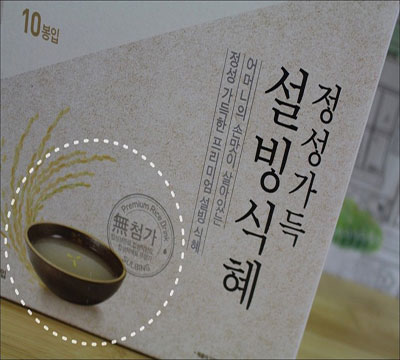 10봉입
정성가득
설빙식혜
어머니의 손맛이 살아있는
정성 가득한 프리미엄 설빙 식혜
Premium Rice Drink
無첨가
SULBING